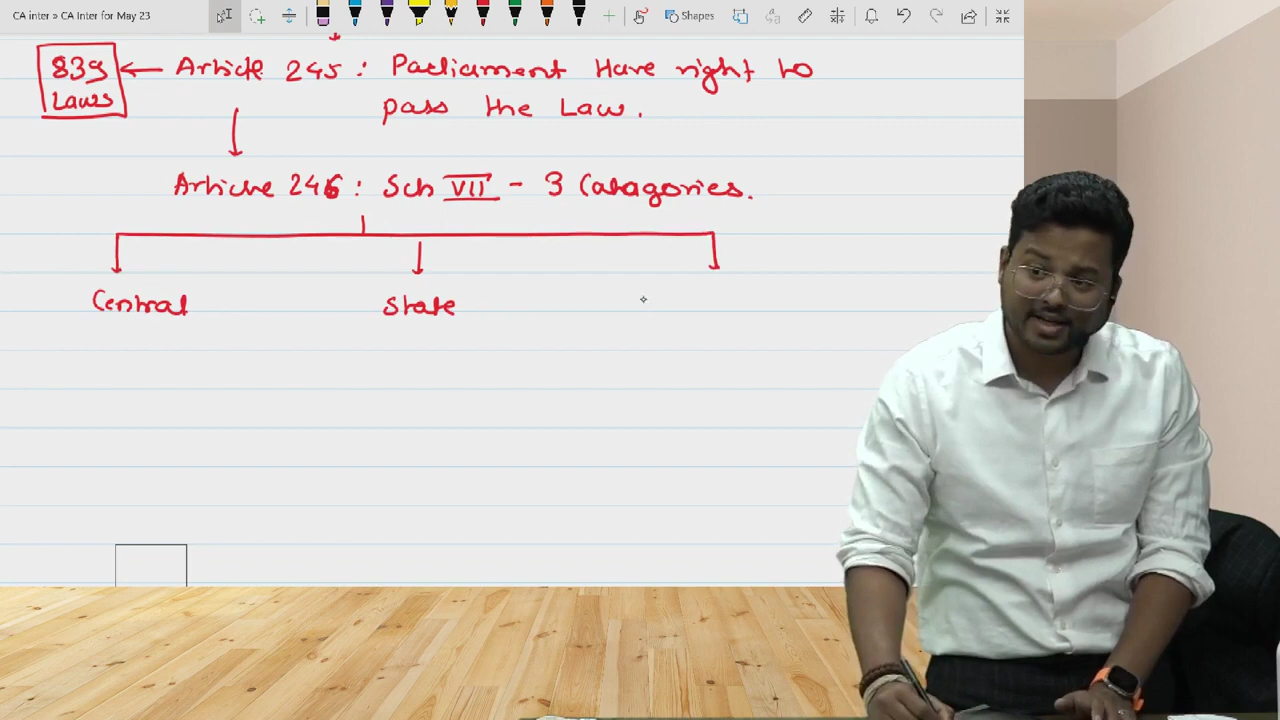 CA inter » CA Inter for May 23
Shapes
839 Laws
Article 245 : Parliament Have right to
pass the Law.
Article 246 : Sch VII - 3 Catagories.
Central State